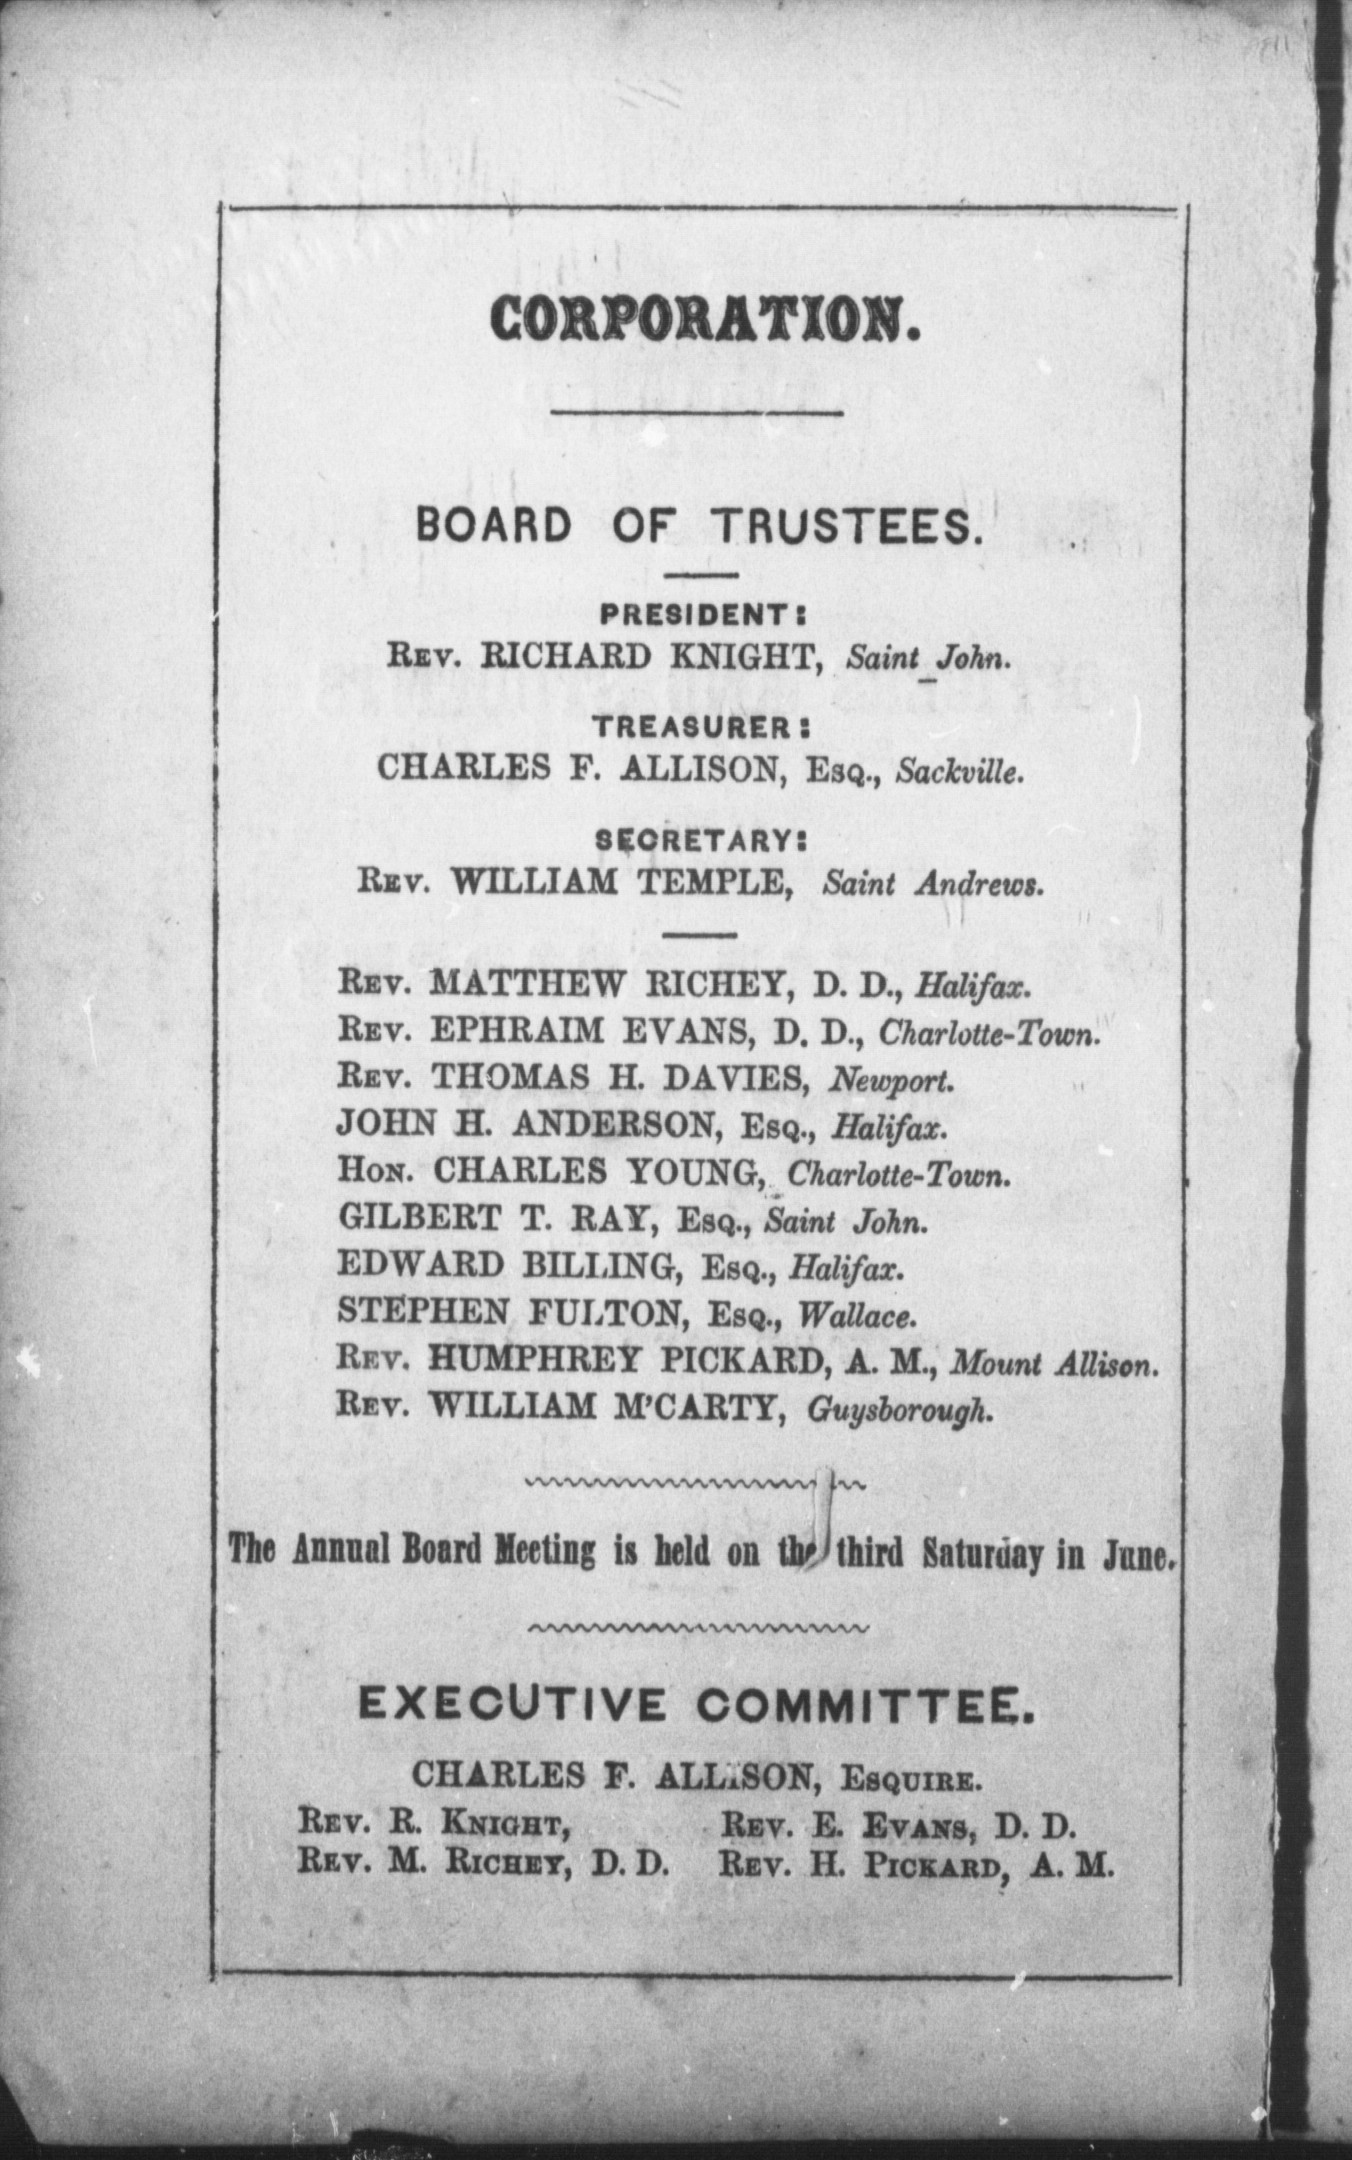 CORPORATION.
BOARD OF TRUSTEES.
PRESIDENT:
REV. RICHARD KNIGHT, Saint John.
TREASURER:
CHARLES F. ALLISON, ESQ., Sackville.
SECRETARY:
REV. WILLIAM TEMPLE, Saint Andrews.
REV. MATTHEW RICHEY, D. D., Halifax.
REV. EPHRAIM EVANS, D. D., Charlotte-Town.
REV. THOMAS H. DAVIES, Newport.
JOHN H. ANDERSON, ESQ., Halifax.
HON. CHARLES YOUNG, Charlotte-Town.
GILBERT T. RAY, ESQ., Saint John.
EDWARD BILLING, ESQ., Halifax.
STEPHEN FULTON, ESQ., Wallace.
REV. HUMPHREY PICKARD, A. M., Mount Allison.
REV. WILLIAM M'CARTY, Guysborough.
The Annual Board Meeting is held on the third Saturday in June.
EXECUTIVE COMMITTEE.
CHARLES F. ALLISON, ESQUIRE.
REV. R. KNIGHT, REV. E. EVANS, D. D.
REV. M. RICHEY, D. D. REV. H. PICKARD, A. M.